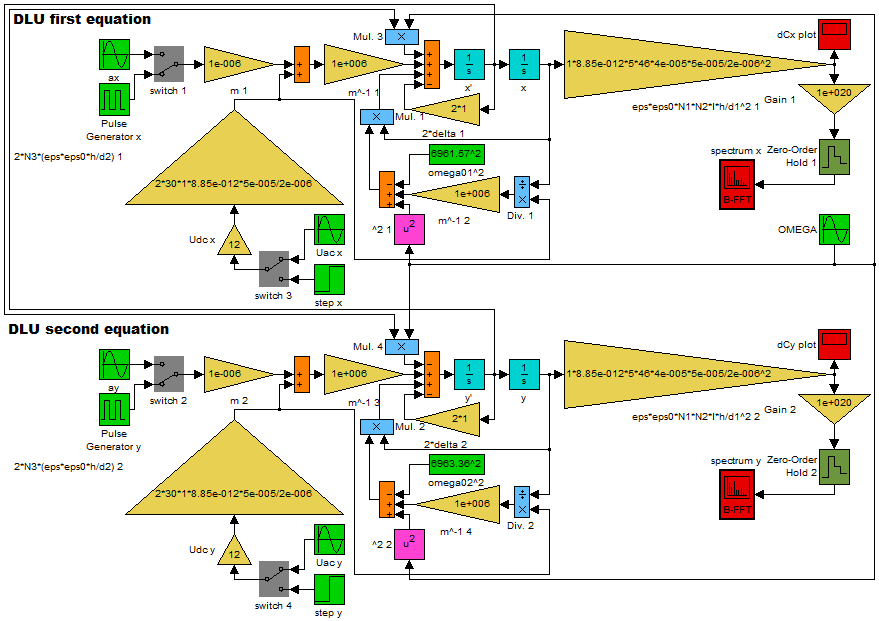 DLU first equation
ax
Pulse
Generator x
switch 1
1e-006
m 1
+
+
1e+006
m^-1 1
Mul. 3
×
+
+
−
−
1
s
x'
1
s
x
1*8.85e-012*5*46*4e-005*5e-005/2e-006^2
eps*eps0*N1*N2*l*h/d1^2 1
dCx plot
1e+020
Gain 1
Zero-Order
Hold 1
spectrum x
B-FFT
×
Mul. 1
2*1
2*delta 1
2*N3*(eps*eps0*h/d2) 1
2*30*1*8.85e-012*5e-005/2e-006
6961.57^2
omega01^2
1e+006
m^-1 2
÷
×
Div. 1
u²
^2 1
Udc x
12
switch 3
Uac x
step x
OMEGA
DLU second equation
ay
Pulse
Generator y
switch 2
1e-006
m 2
+
+
1e+006
m^-1 3
Mul. 4
×
1
s
y'
1
s
y
1*8.85e-012*5*46*4e-005*5e-005/2e-006^2
eps*eps0*N1*N2*l*h/d1^2 2
dCy plot
1e+020
Gain 2
Zero-Order
Hold 2
spectrum y
B-FFT
×
Mul. 2
2*1
2*delta 2
2*N3*(eps*eps0*h/d2) 2
2*30*1*8.85e-012*5e-005/2e-006
6963.36^2
omega02^2
1e+006
m^-1 4
÷
×
Div. 2
u²
^2 2
Udc y
12
switch 4
Uac y
step y